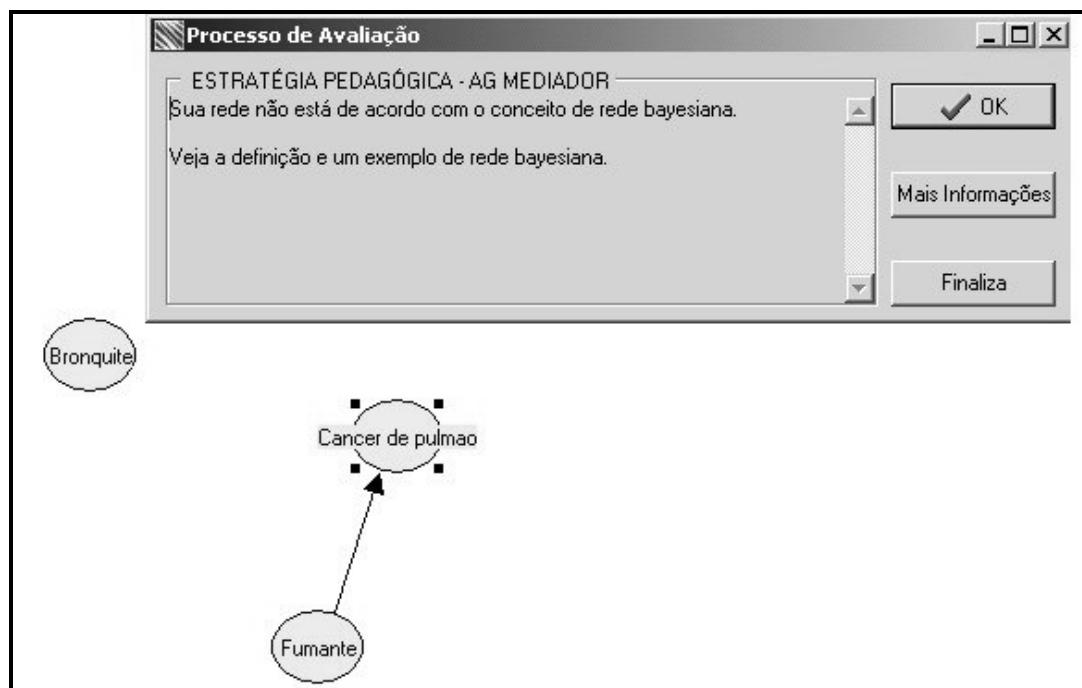 Processo de Avaliação
ESTRATÉGIA PEDAGÓGICA - AG MEDIADOR
Sua rede não está de acordo com o conceito de rede bayesiana.
Veja a definição e um exemplo de rede bayesiana.
OK
Mais Informações
Finaliza
Bronquite
Cancer de pulmao
Fumante